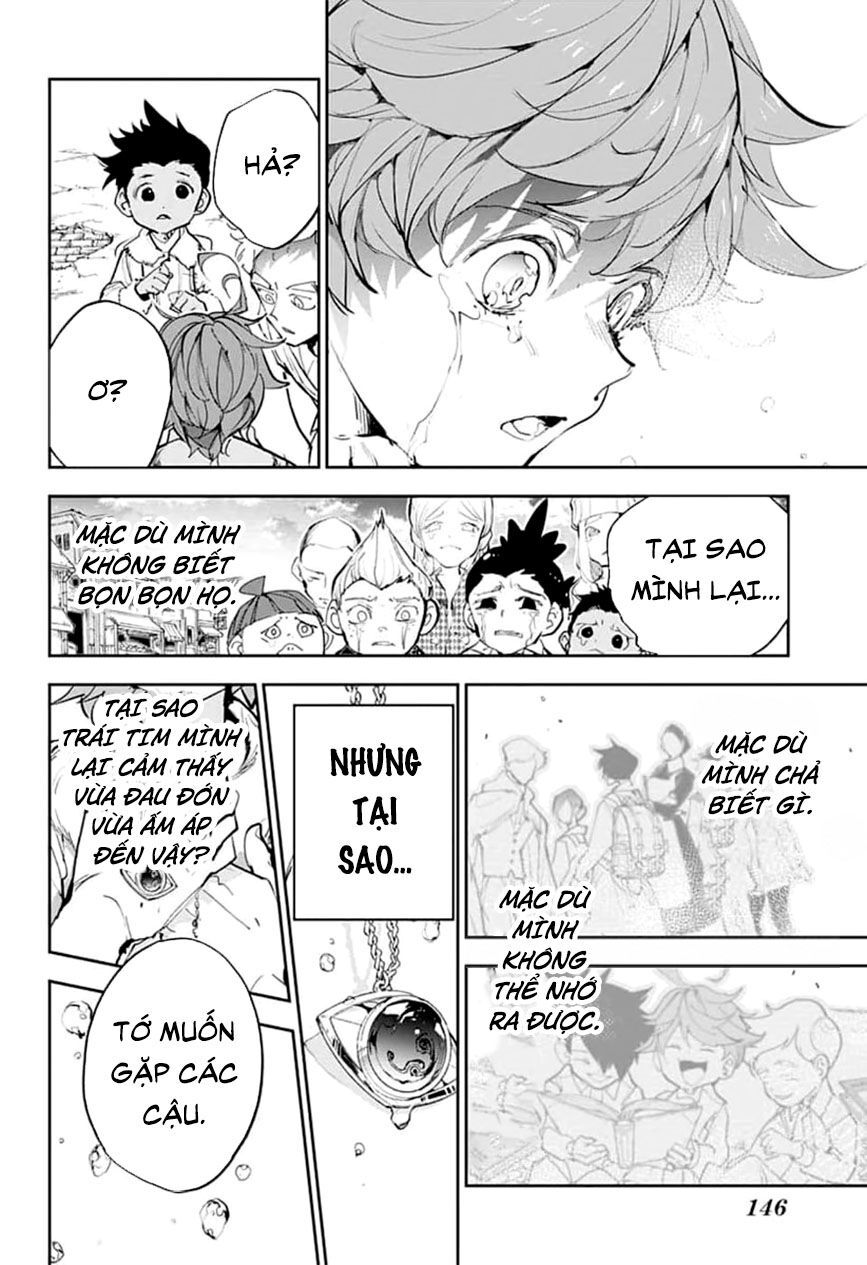 HẢ?
Ơ?
TẠI SAO
MÌNH LẠI...
MẶC DÙ MÌNH
KHÔNG BIẾT
BỌN BỌN HỌ.
MẶC DÙ
MÌNH CHẢ
BIẾT GÌ.
MẶC DÙ
MÌNH
KHÔNG
THỂ NHỚ
RA ĐƯỢC.
NHƯNG
TẠI
SAO...
TẠI SAO
TRÁI TIM MÌNH
LẠI CẢM THẤY
VỪA ĐAU ĐỚN
VỪA ẤM ÁP
ĐẾN VẬY?
TỚ MUỐN
GẶP CÁC
CẬU.
146